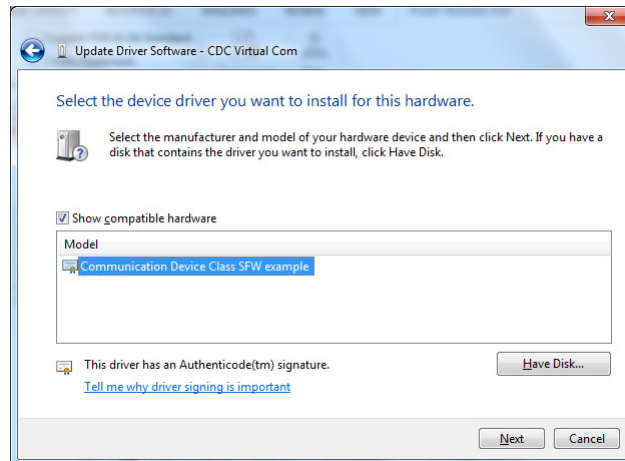 Update Driver Software - CDC Virtual Com
Select the device driver you want to install for this hardware.
Select the manufacturer and model of your hardware device and then click Next. If you have a
disk that contains the driver you want to install, click Have Disk.
Show compatible hardware
Model
Communication Device Class SFW example
This driver has an Authenticode(tm) signature.
Have Disk...
Tell me why driver signing is important
Next
Cancel